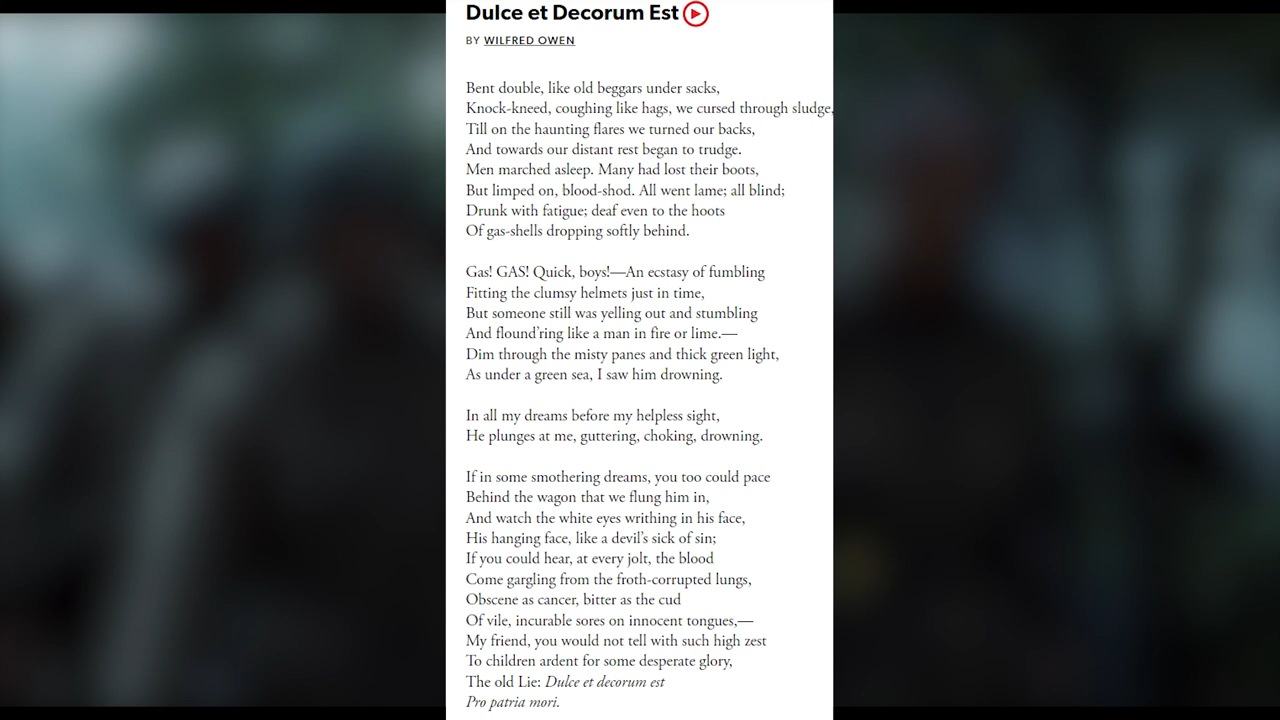 Dulce et Decorum Est
BY WILFRED OWEN
Bent double, like old beggars under sacks,
Knock-kneed, coughing like hags, we cursed through sludge,
Till on the haunting flares we turned our backs,
And towards our distant rest began to trudge.
Men marched asleep. Many had lost their boots,
But limped on, blood-shod. All went lame; all blind;
Drunk with fatigue; deaf even to the hoots
Of gas-shells dropping softly behind.
Gas! GAS! Quick, boys!—An ecstasy of fumbling
Fitting the clumsy helmets just in time,
But someone still was yelling out and stumbling
And flound’ring like a man in fire or lime.—
Dim through the misty panes and thick green light,
As under a green sea, I saw him drowning.
In all my dreams before my helpless sight,
He plunges at me, guttering, choking, drowning.
If in some smothering dreams, you too could pace
Behind the wagon that we flung him in,
And watch the white eyes writhing in his face,
His hanging face, like a devil’s sick of sin;
If you could hear, at every jolt, the blood
Come gargling from the froth-corrupted lungs,
Obscene as cancer, bitter as the cud
Of vile, incurable sores on innocent tongues,—
My friend, you would not tell with such high zest
To children ardent for some desperate glory,
The old Lie: Dulce et decorum est
Pro patria mori.